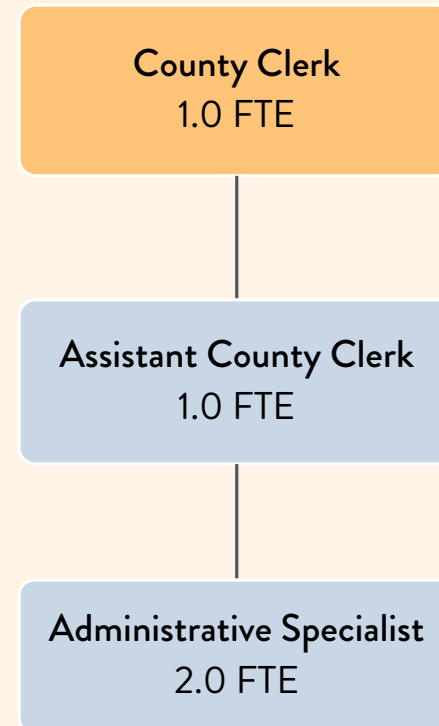 County Clerk
1.0 FTE
Assistant County Clerk
1.0 FTE
Administrative Specialist
2.0 FTE